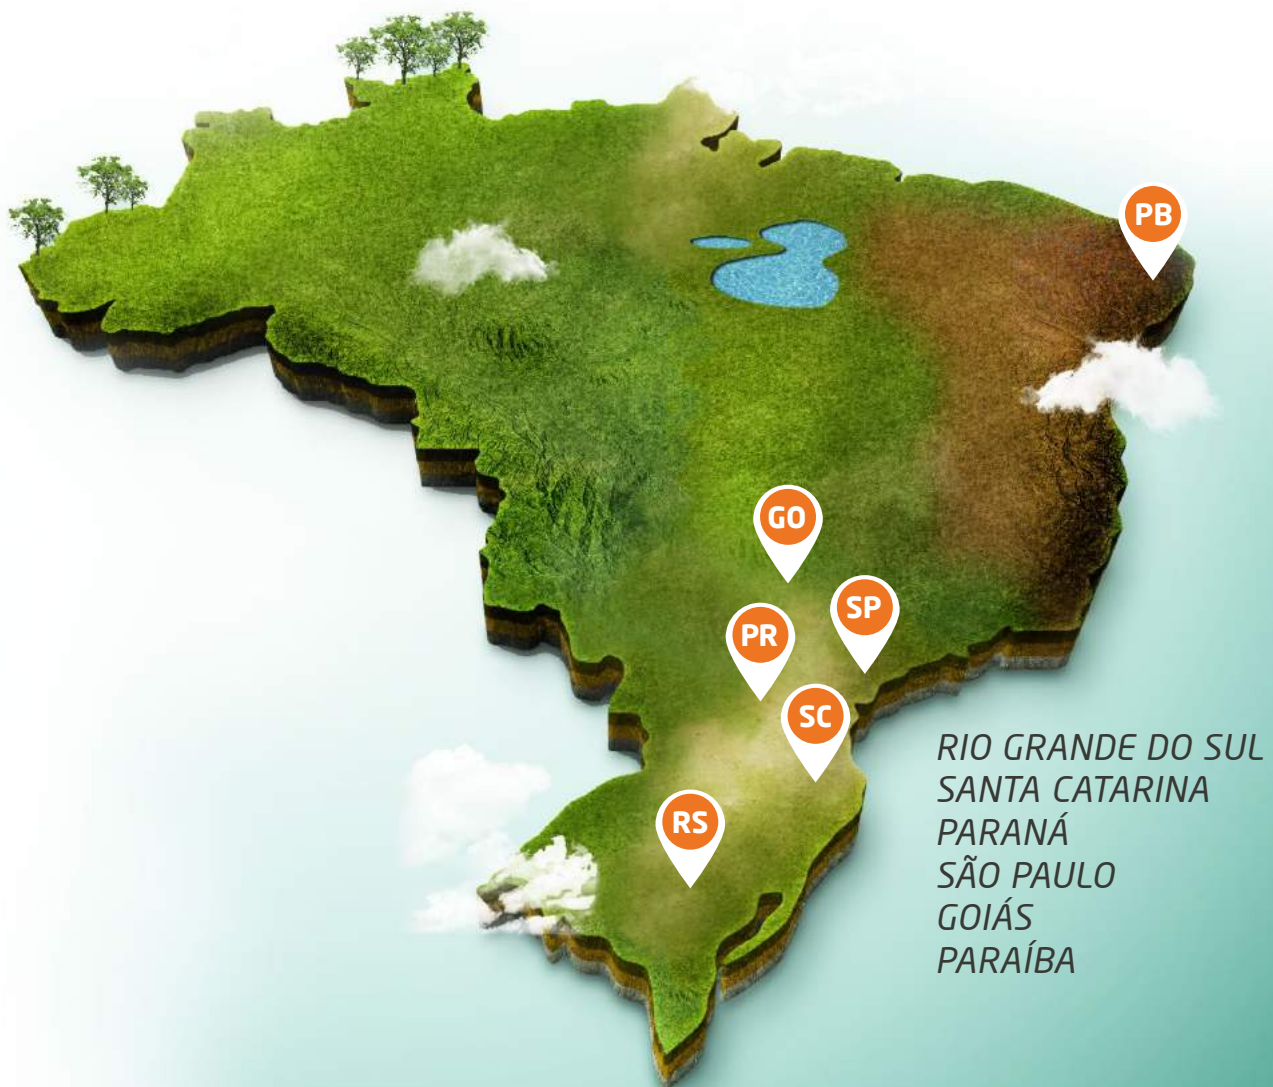 PB
GO
SP
PR
SC
RS
RIO GRANDE DO SUL
SANTA CATARINA
PARANÁ
SÃO PAULO
GOIÁS
PARAÍBA